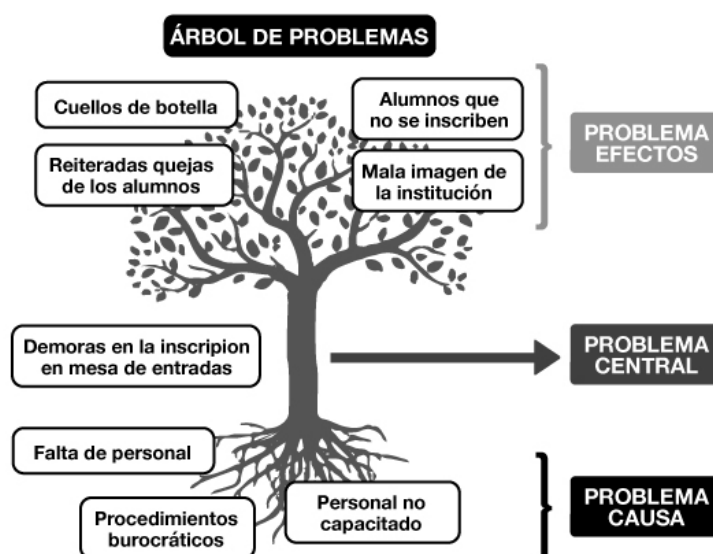 ÁRBOL DE PROBLEMAS
Cuellos de botella
Alumnos que
no se inscriben
Reiteradas quejas
de los alumnos
Mala imagen de
la institución
PROBLEMA
EFECTOS
Demoras en la inscripion
en mesa de entradas
PROBLEMA
CENTRAL
Falta de personal
Procedimientos
burocráticos
Personal no
capacitado
PROBLEMA
CAUSA